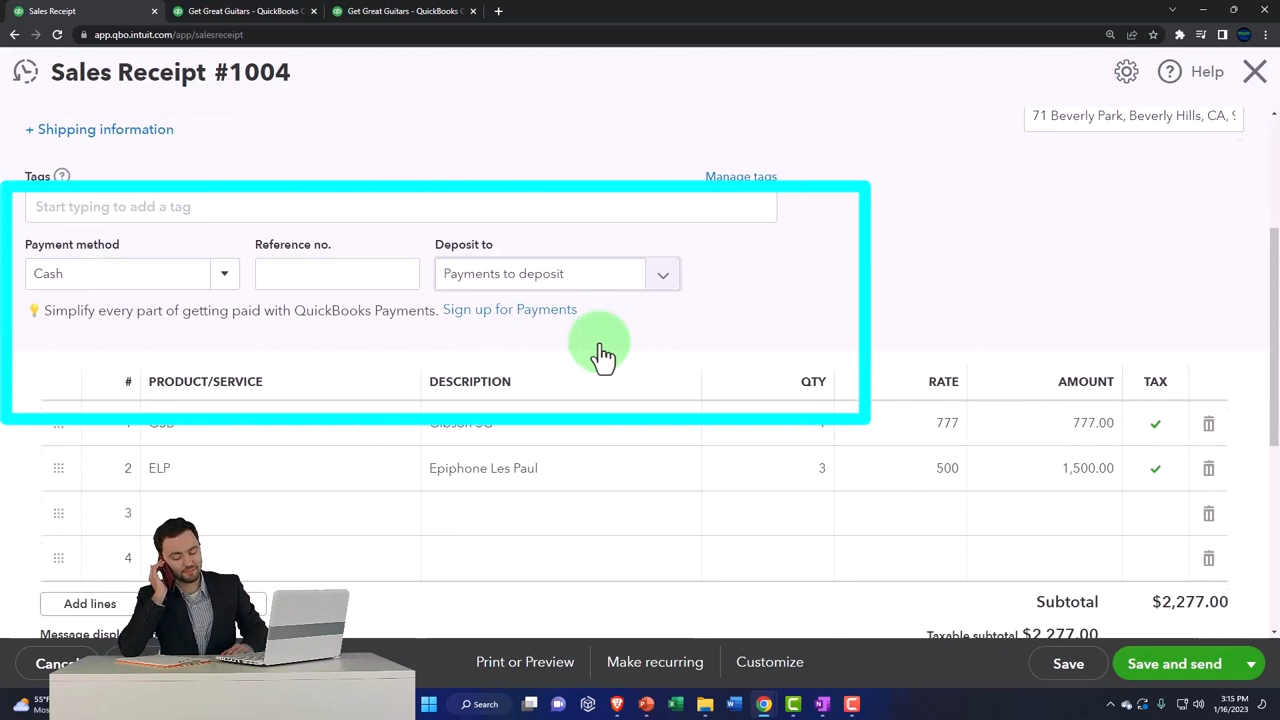 Sales Receipt
Get Great Guitars - QuickBooks C
Get Great Guitars - QuickBooks C
app.qbo.intuit.com/app/salesreceipt
Sales Receipt #1004
Help
+ Shipping information
71 Beverly Park, Beverly Hills, CA, 9
Tags
Manage tags
Start typing to add a tag
Payment method
Reference no.
Deposit to
Cash
Payments to deposit
Simplify every part of getting paid with QuickBooks Payments. Sign up for Payments
# PRODUCT/SERVICE DESCRIPTION QTY RATE AMOUNT TAX
777 777.00
2 ELP Epiphone Les Paul 3 500 1,500.00
3
4
Add lines
Subtotal $2,277.00
Message displ
Taxable subtotal $2,277.00
Cancel
Print or Preview
Make recurring
Customize
Save
Save and send
55°F
Search
3:15 PM
1/16/2023